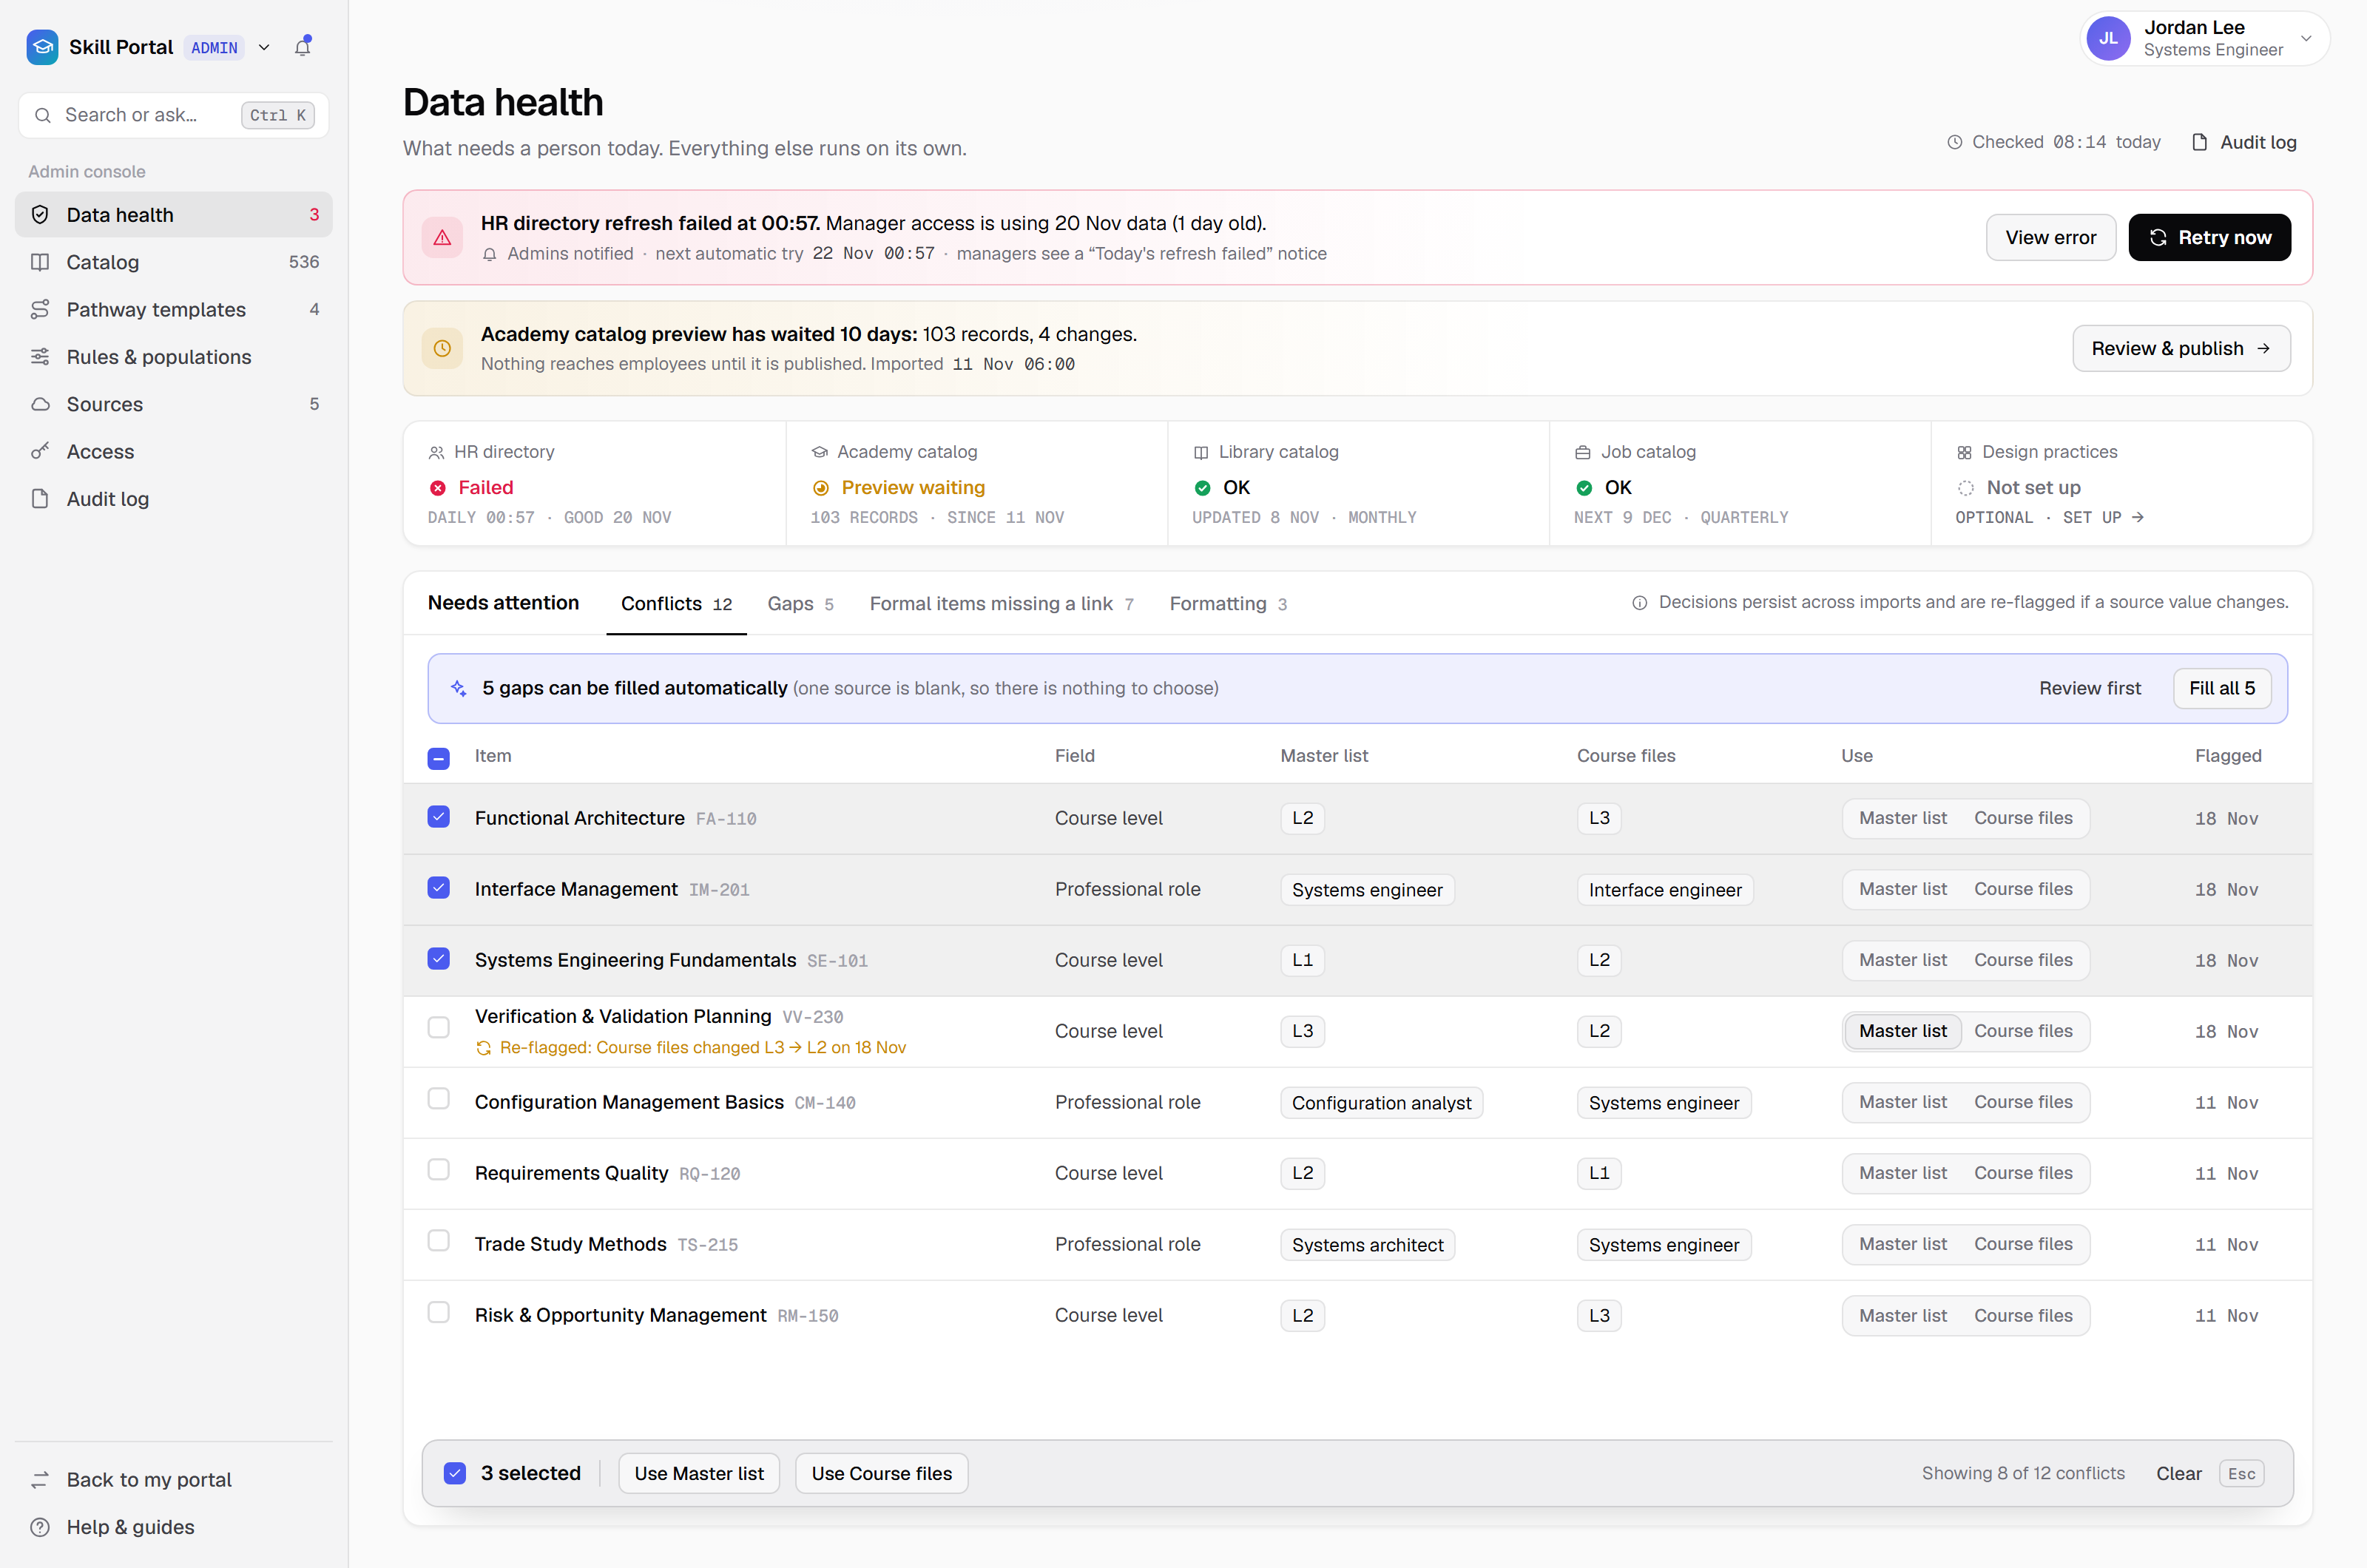 Skill Portal ADMIN
Search or ask... Ctrl K
Admin console
Data health 3
Catalog 536
Pathway templates 4
Rules & populations
Sources 5
Access
Audit log
Back to my portal
Help & guides
JL Jordan Lee
Systems Engineer
Data health
What needs a person today. Everything else runs on its own.
Checked 08:14 today Audit log
HR directory refresh failed at 00:57. Manager access is using 20 Nov data (1 day old).
Admins notified · next automatic try 22 Nov 00:57 · managers see a “Today's refresh failed” notice
View error Retry now
Academy catalog preview has waited 10 days: 103 records, 4 changes.
Nothing reaches employees until it is published. Imported 11 Nov 06:00
Review & publish →
HR directory
Failed
DAILY 00:57 · GOOD 20 NOV
Academy catalog
Preview waiting
103 RECORDS · SINCE 11 NOV
Library catalog
OK
UPDATED 8 NOV · MONTHLY
Job catalog
OK
NEXT 9 DEC · QUARTERLY
Design practices
Not set up
OPTIONAL · SET UP →
Needs attention Conflicts 12 Gaps 5 Formal items missing a link 7 Formatting 3
Decisions persist across imports and are re-flagged if a source value changes.
5 gaps can be filled automatically (one source is blank, so there is nothing to choose) Review first Fill all 5
Item Field Master list Course files Use Flagged
Functional Architecture FA-110 Course level L2 L3 Master list Course files 18 Nov
Interface Management IM-201 Professional role Systems engineer Interface engineer Master list Course files 18 Nov
Systems Engineering Fundamentals SE-101 Course level L1 L2 Master list Course files 18 Nov
Verification & Validation Planning VV-230 Course level L3 L2 Master list Course files 18 Nov
Re-flagged: Course files changed L3 → L2 on 18 Nov
Configuration Management Basics CM-140 Professional role Configuration analyst Systems engineer Master list Course files 11 Nov
Requirements Quality RQ-120 Course level L2 L1 Master list Course files 11 Nov
Trade Study Methods TS-215 Professional role Systems architect Systems engineer Master list Course files 11 Nov
Risk & Opportunity Management RM-150 Course level L2 L3 Master list Course files 11 Nov
3 selected Use Master list Use Course files Showing 8 of 12 conflicts Clear Esc